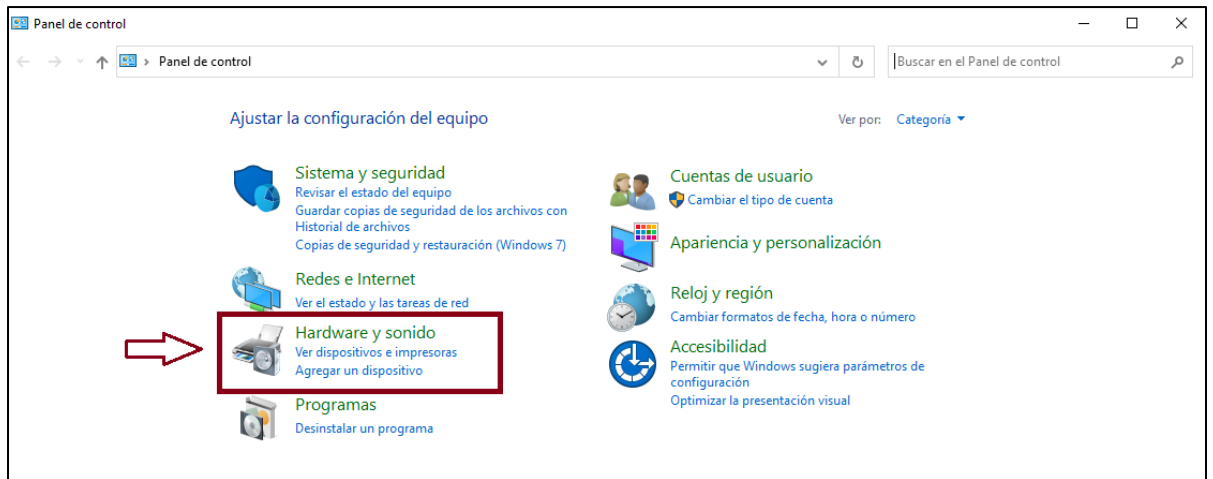 Panel de control
Panel de control
Buscar en el Panel de control
Ajustar la configuración del equipo
Ver por: Categoría
Sistema y seguridad
Revisar el estado del equipo
Guardar copias de seguridad de los archivos con
Historial de archivos
Copias de seguridad y restauración (Windows 7)
Redes e Internet
Ver el estado y las tareas de red
Hardware y sonido
Ver dispositivos e impresoras
Agregar un dispositivo
Programas
Desinstalar un programa
Cuentas de usuario
Cambiar el tipo de cuenta
Apariencia y personalización
Reloj y región
Cambiar formatos de fecha, hora o número
Accesibilidad
Permitir que Windows sugiera parámetros de
configuración
Optimizar la presentación visual